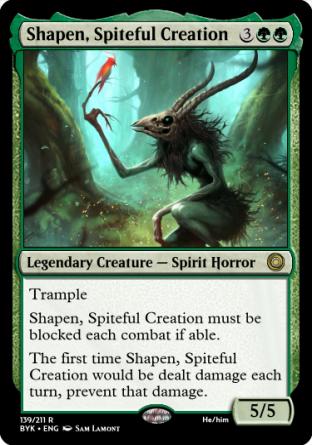 Shapen, Spiteful Creation 3
Legendary Creature — Spirit Horror
Trample
Shapen, Spiteful Creation must be
blocked each combat if able.
The first time Shapen, Spiteful
Creation would be dealt damage each
turn, prevent that damage.
5/5
139/211 R
He/him
BYK • ENG Sam Lamont